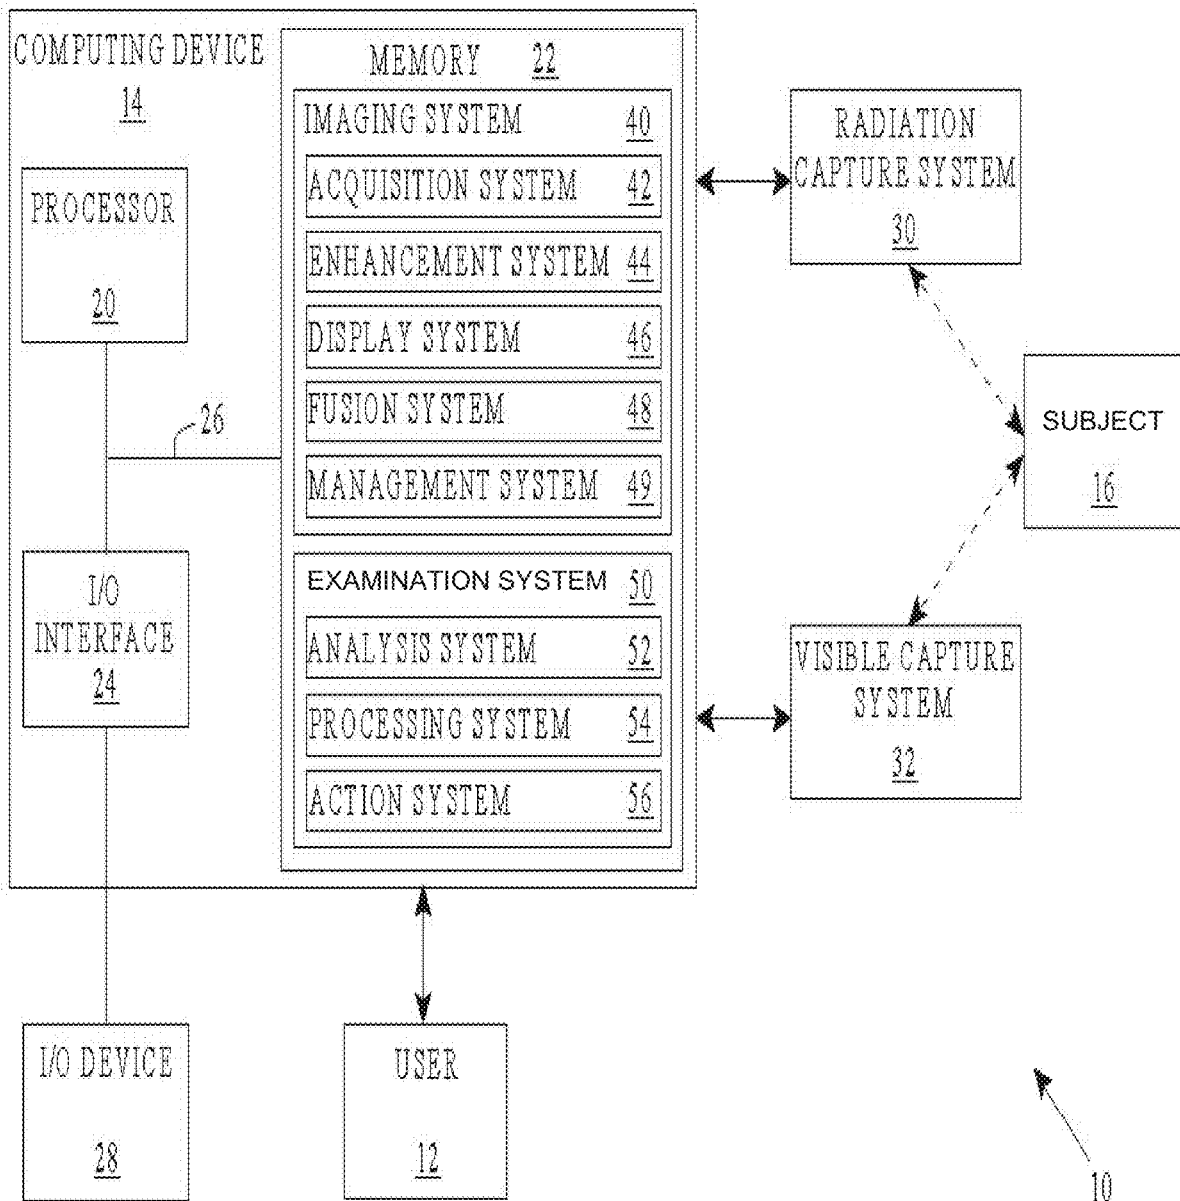 COMPUTING DEVICE
14
PROCESSOR
20
26
I/O
INTERFACE
24
I/O DEVICE
28
MEMORY 22
IMAGING SYSTEM 40
ACQUISITION SYSTEM 42
ENHANCEMENT SYSTEM 44
DISPLAY SYSTEM 46
FUSION SYSTEM 48
MANAGEMENT SYSTEM 49
EXAMINATION SYSTEM 50
ANALYSIS SYSTEM 52
PROCESSING SYSTEM 54
ACTION SYSTEM 56
USER
12
RADIATION
CAPTURE SYSTEM
30
SUBJECT
16
VISIBLE CAPTURE
SYSTEM
32
10